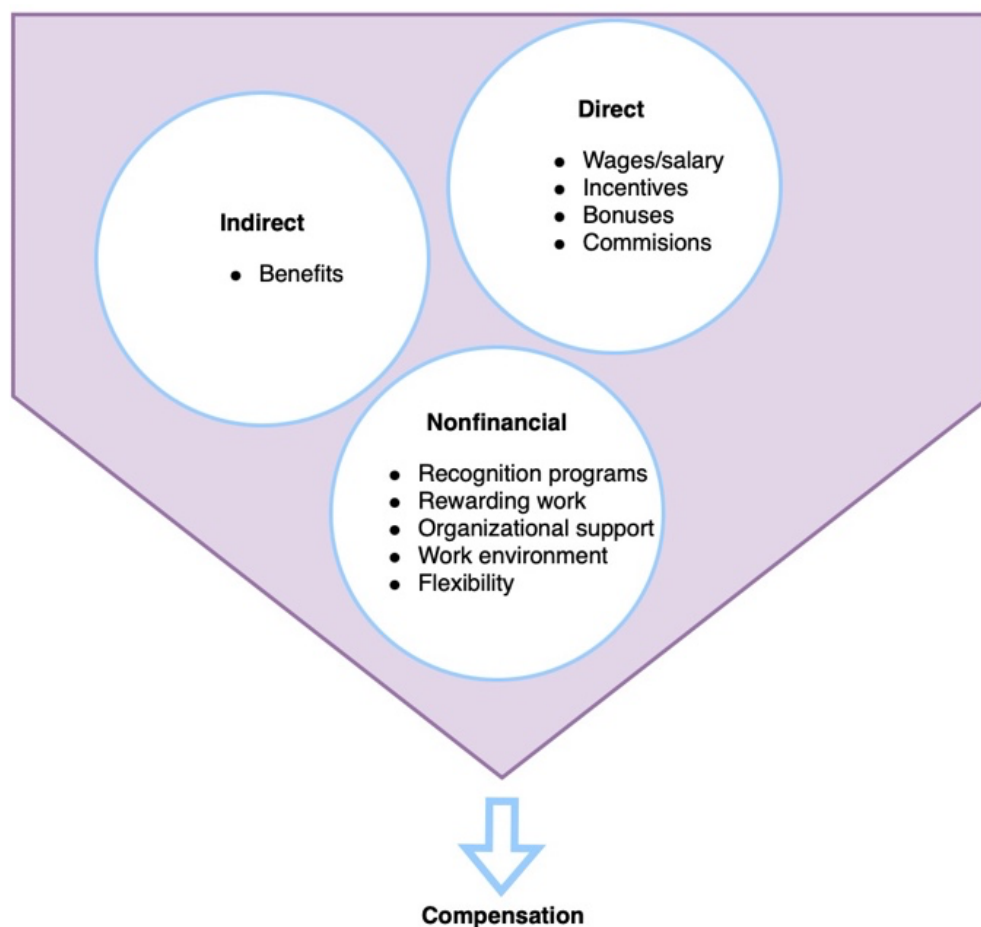 Direct
● Wages/salary
● Incentives
● Bonuses
● Commisions
Indirect
● Benefits
Nonfinancial
● Recognition programs
● Rewarding work
● Organizational support
● Work environment
● Flexibility
Compensation